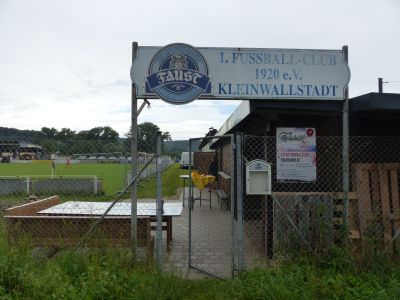 1. FUSSBALL-CLUB
1920 e.V.
KLEINWALLSTADT
FAUST